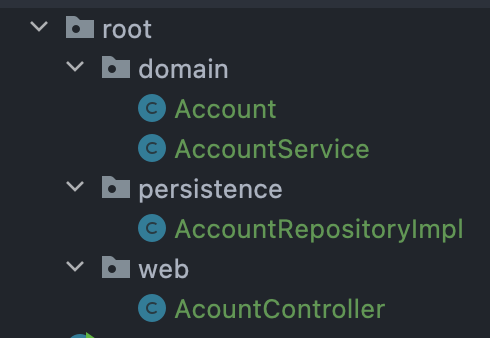 root
domain
C Account
C AccountService
persistence
C AccountRepositoryImpl
web
C AcountController